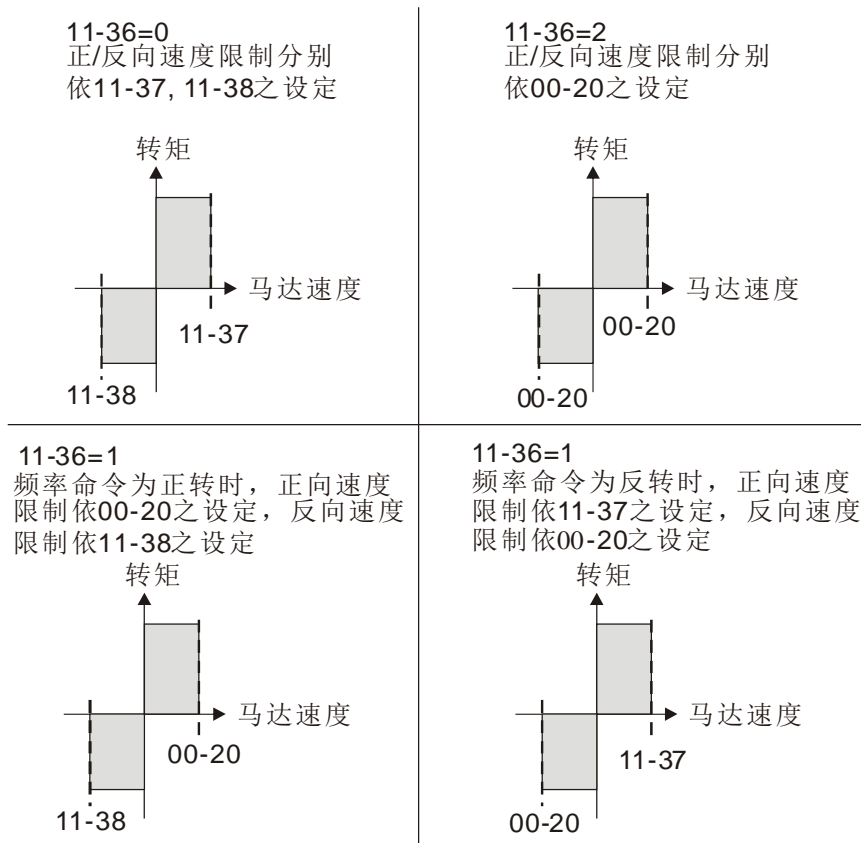 11-36=0
正/反向速度限制分别
依11-37, 11-38之设定
转矩
马达速度
11-37
11-38
11-36=2
正/反向速度限制分别
依00-20之设定
转矩
马达速度
00-20
00-20
11-36=1
频率命令为正转时，正向速度
限制依00-20之设定，反向速度
限制依11-38之设定
转矩
马达速度
00-20
11-38
11-36=1
频率命令为反转时，正向速度
限制依11-37之设定，反向速度
限制依00-20之设定
转矩
马达速度
11-37
00-20